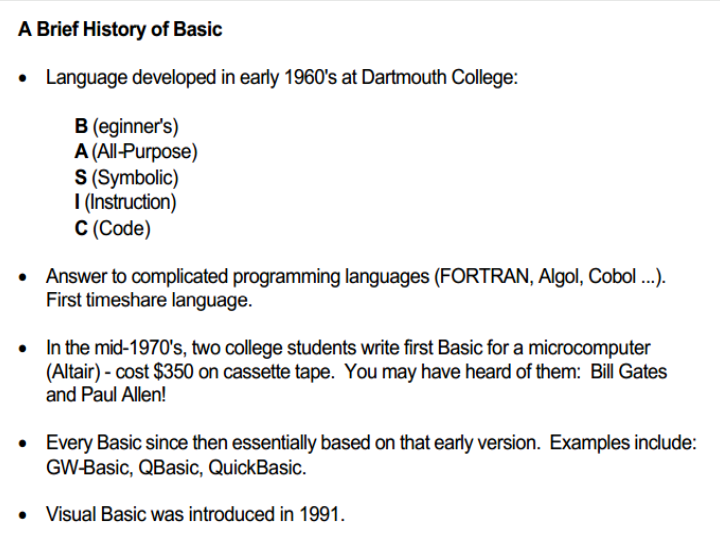 A Brief History of Basic
• Language developed in early 1960's at Dartmouth College:
B (eginner's)
A (All-Purpose)
S (Symbolic)
I (Instruction)
C (Code)
• Answer to complicated programming languages (FORTRAN, Algol, Cobol ...).
First timeshare language.
• In the mid-1970's, two college students write first Basic for a microcomputer
(Altair) - cost $350 on cassette tape. You may have heard of them: Bill Gates
and Paul Allen!
• Every Basic since then essentially based on that early version. Examples include:
GW-Basic, QBasic, QuickBasic.
• Visual Basic was introduced in 1991.